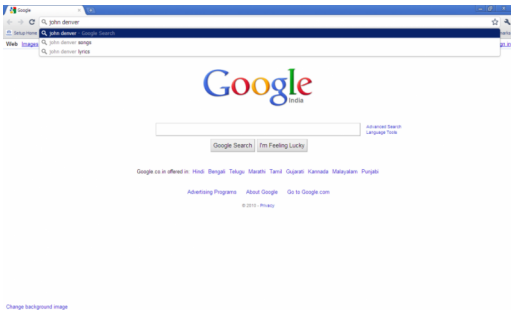 Google
john denver
Setup Home
john denver - Google Search
john denver songs
john denver lyrics
Web Images
Google
India
Advanced Search
Language Tools
Google Search I'm Feeling Lucky
Google.co.in offered in: Hindi Bengali Telugu Marathi Tamil Gujarati Kannada Malayalam Punjabi
Advertising Programs About Google Go to Google.com
© 2010 - Privacy
Change background image